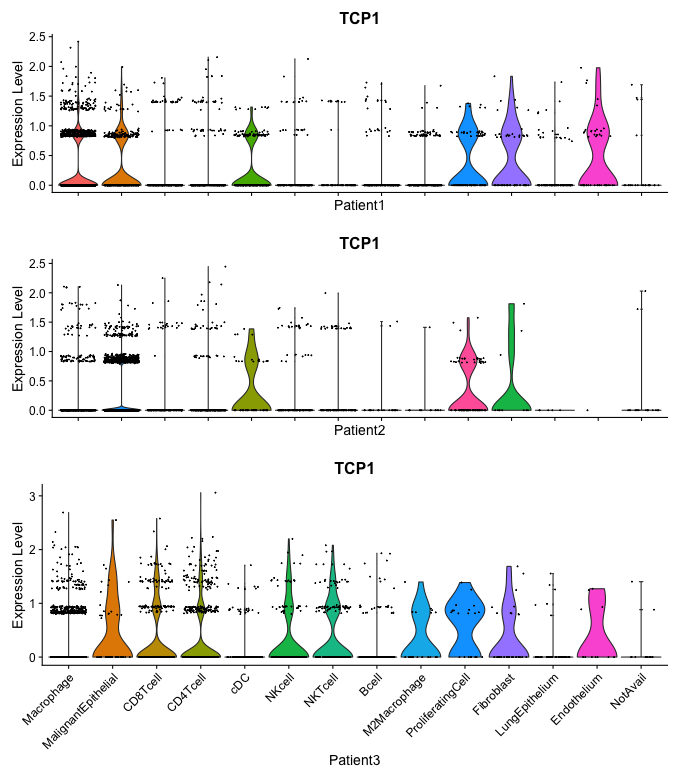 TCP1
Expression Level
2.5
2.0
1.5
1.0
0.5
0.0
Patient1
TCP1
Expression Level
2.5
2.0
1.5
1.0
0.5
0.0
Patient2
TCP1
Expression Level
3
2
1
0
Macrophage
MalignantEpithelial
CD8Tcell
CD4Tcell
cDC
NKcell
NKTcell
Bcell
M2Macrophage
ProliferatingCell
Fibroblast
LungEpithelium
Endothelium
NotAvail
Patient3